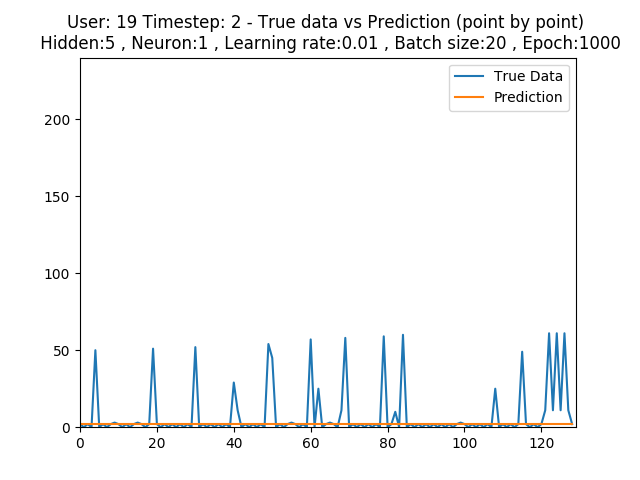 User: 19 Timestep: 2 - True data vs Prediction (point by point)
Hidden:5 , Neuron:1 , Learning rate:0.01 , Batch size:20 , Epoch:1000
True Data
Prediction
200
150
100
50
0
0 20 40 60 80 100 120